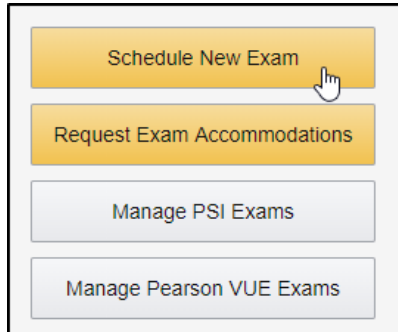 Schedule New Exam
Request Exam Accommodations
Manage PSI Exams
Manage Pearson VUE Exams